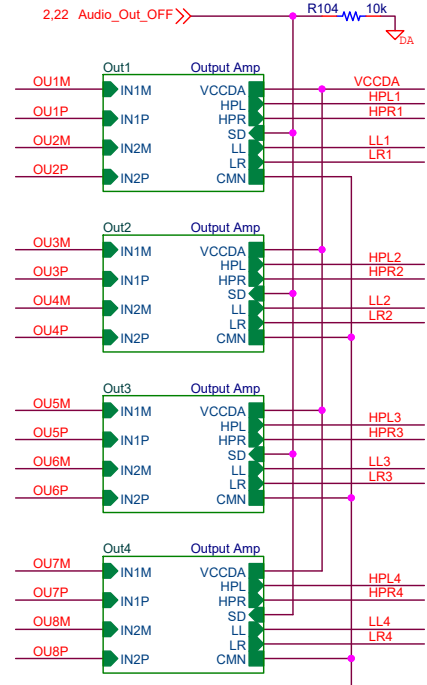 2,22 Audio_Out_OFF R104 10k
DA
Out1 Output Amp
OU1M IN1M VCCDA VCCDA
HPL HPL1
OU1P IN1P HPR HPR1
SD
OU2M IN2M LL LL1
LR LR1
OU2P IN2P CMN
Out2 Output Amp
OU3M IN1M VCCDA
HPL HPL2
OU3P IN1P HPR HPR2
SD
OU4M IN2M LL LL2
LR LR2
OU4P IN2P CMN
Out3 Output Amp
OU5M IN1M VCCDA
HPL HPL3
OU5P IN1P HPR HPR3
SD
OU6M IN2M LL LL3
LR LR3
OU6P IN2P CMN
Out4 Output Amp
OU7M IN1M VCCDA
HPL HPL4
OU7P IN1P HPR HPR4
SD
OU8M IN2M LL LL4
LR LR4
OU8P IN2P CMN